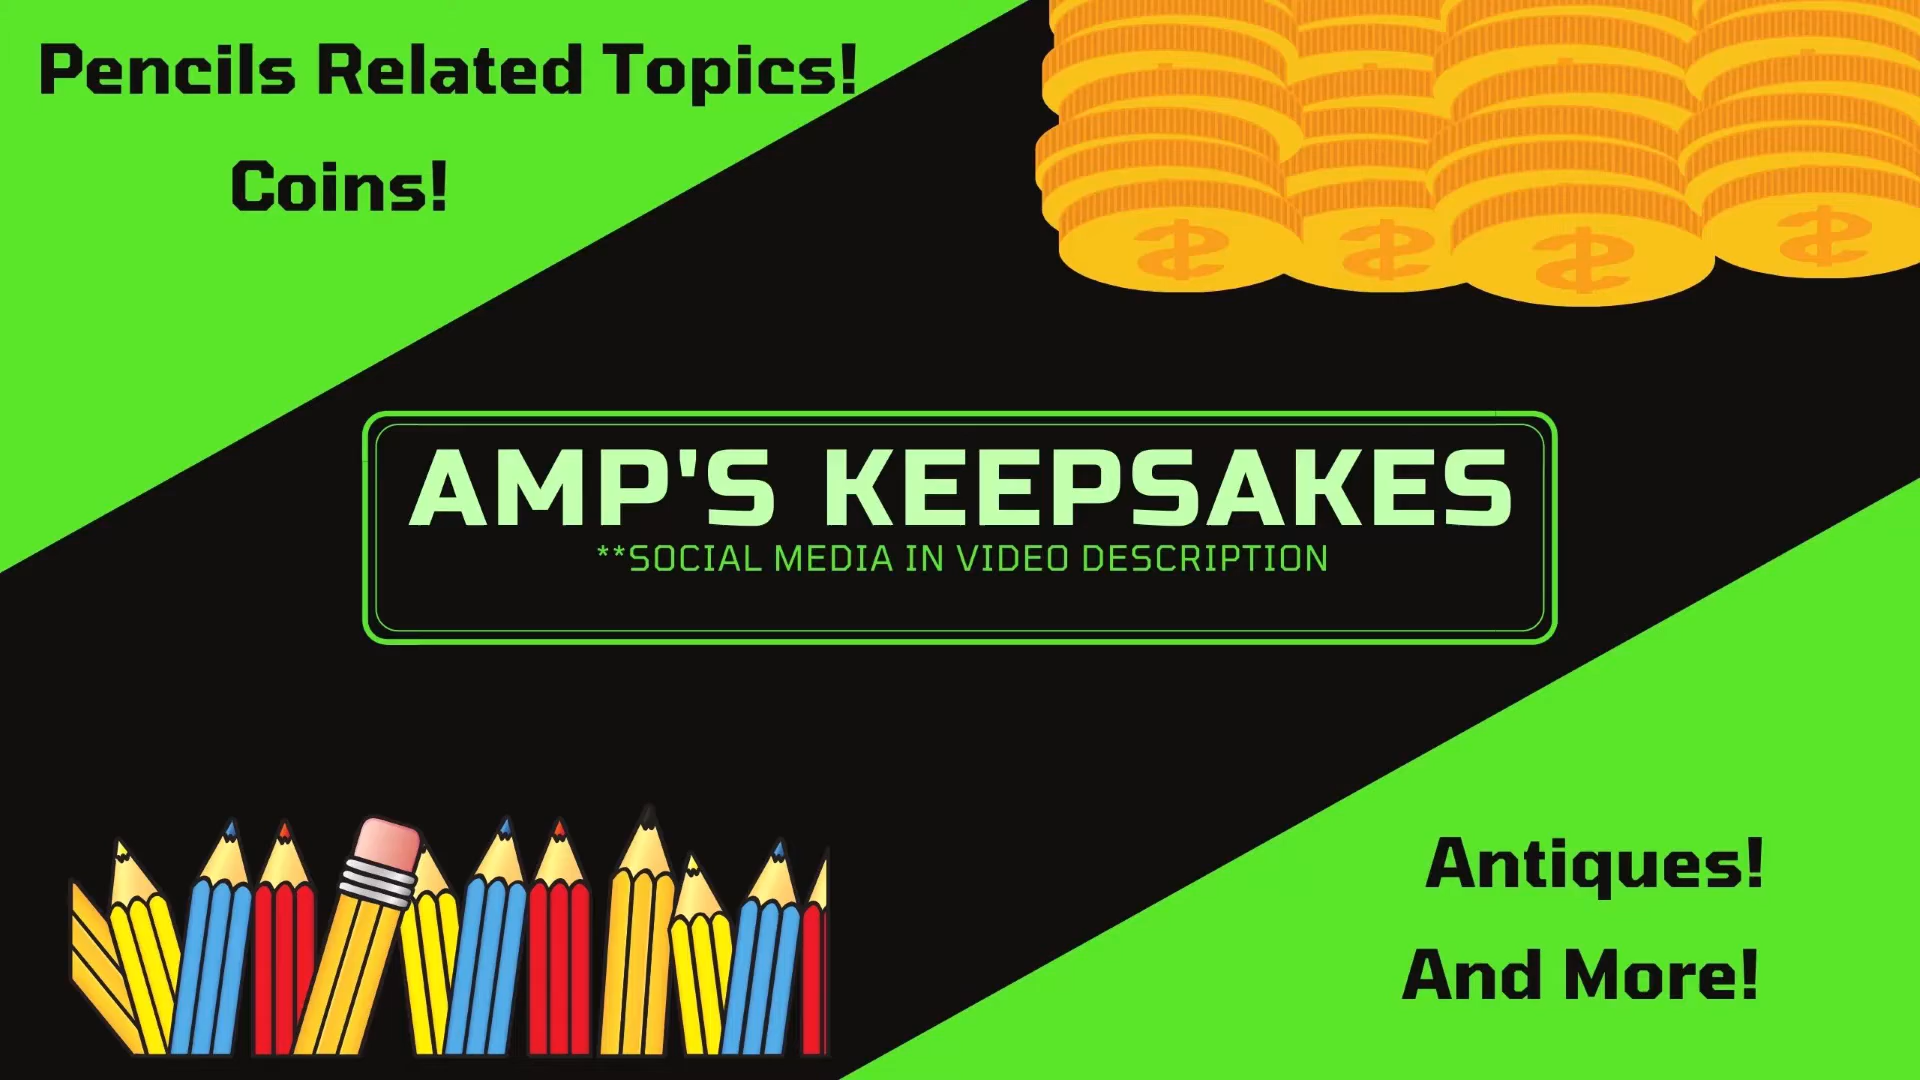 Pencils Related Topics!
Coins!
AMP'S KEEPSAKES
**SOCIAL MEDIA IN VIDEO DESCRIPTION
Antiques!
And More!